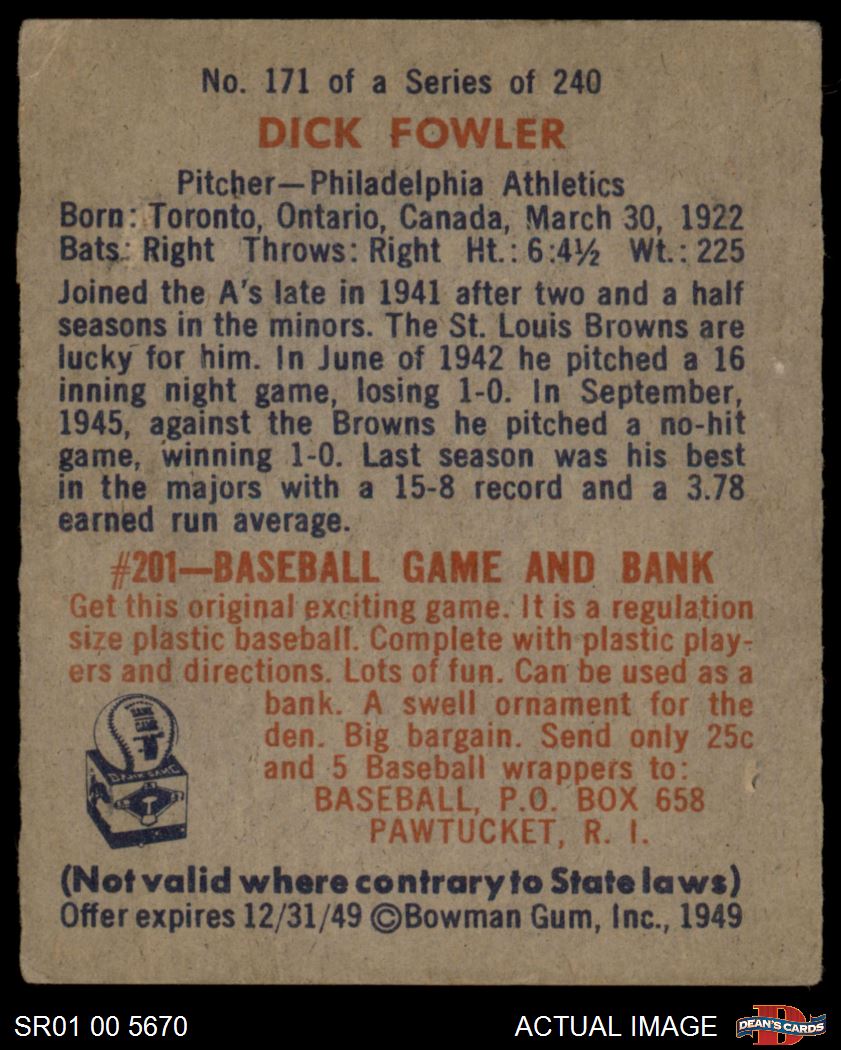 No. 171 of a Series of 240
DICK FOWLER
Pitcher—Philadelphia Athletics
Born: Toronto, Ontario, Canada, March 30, 1922
Bats: Right Throws: Right Ht.: 6:4½ Wt.: 225
Joined the A's late in 1941 after two and a half
seasons in the minors. The St. Louis Browns are
lucky for him. In June of 1942 he pitched a 16
inning night game, losing 1-0. In September,
1945, against the Browns he pitched a no-hit
game, winning 1-0. Last season was his best
in the majors with a 15-8 record and a 3.78
earned run average.
#201—BASEBALL GAME AND BANK
Get this original exciting game. It is a regulation
size plastic baseball. Complete with plastic play-
ers and directions. Lots of fun. Can be used as a
bank. A swell ornament for the
den. Big bargain. Send only 25c
and 5 Baseball wrappers to:
BASEBALL, P.O. BOX 658
PAWTUCKET, R. I.
BANK
GAME
BANK GAME
(Not valid where contrary to State laws)
Offer expires 12/31/49 ©Bowman Gum, Inc., 1949
SR01 00 5670
ACTUAL IMAGE
DEAN'S CARDS